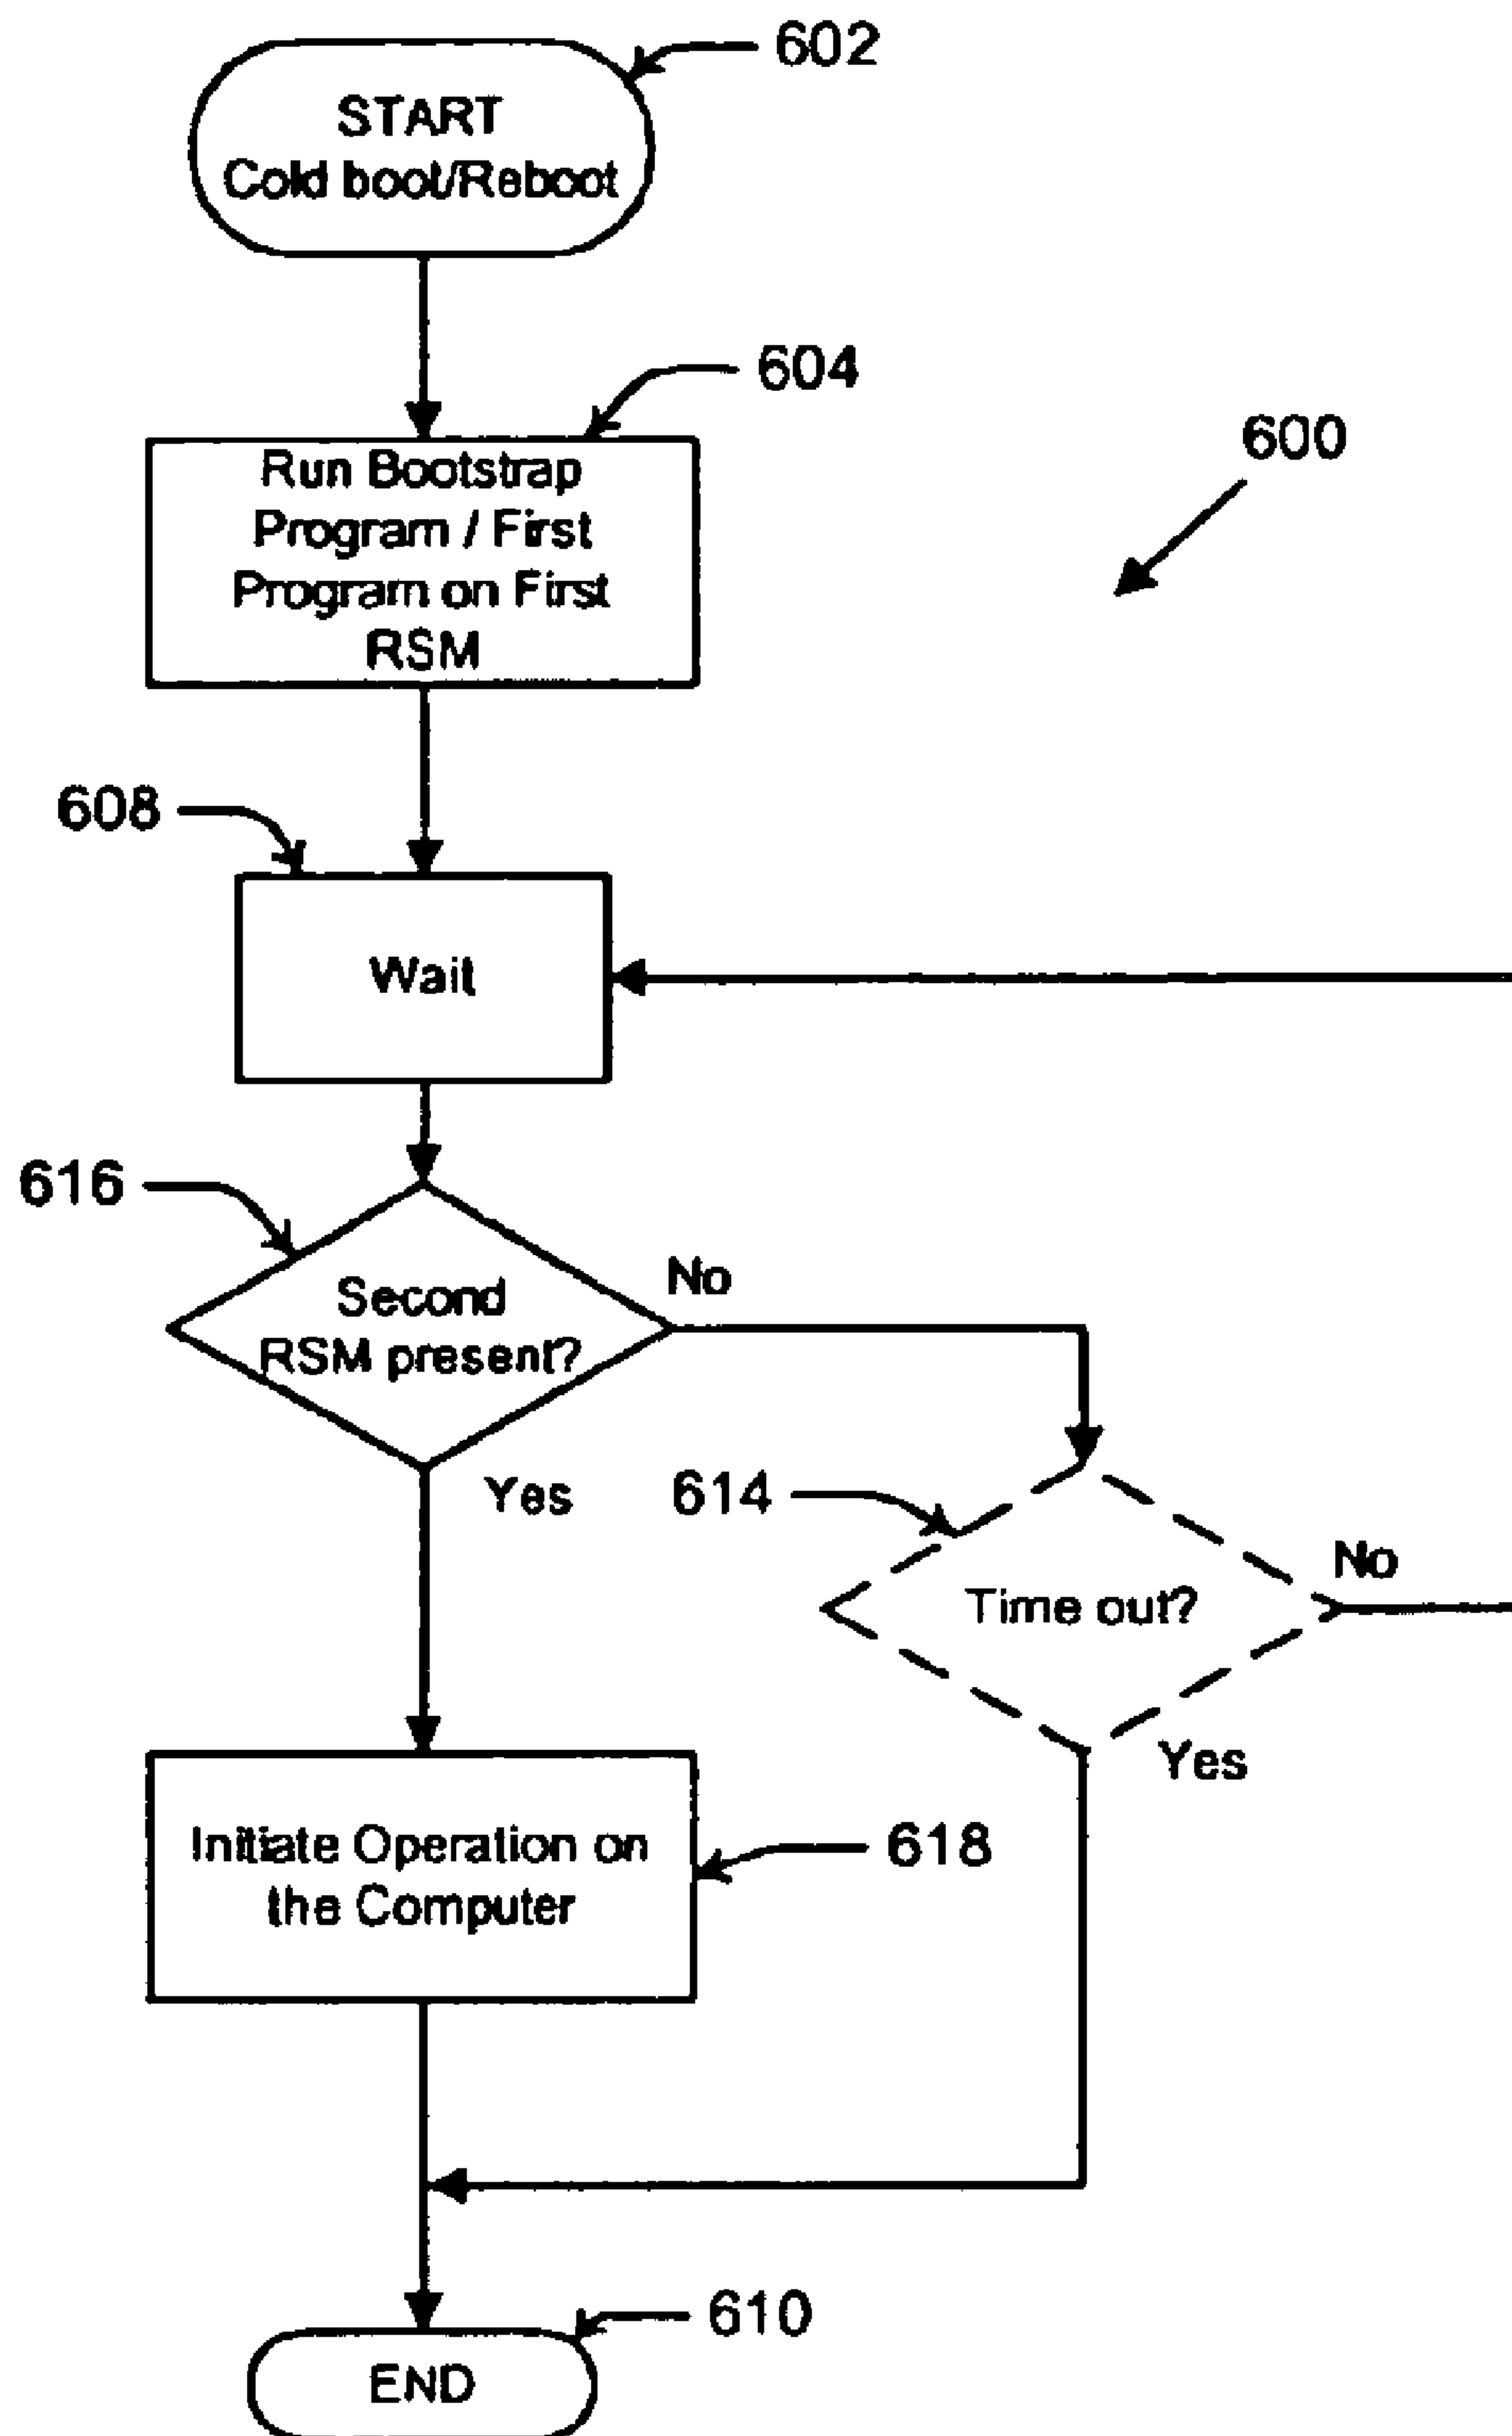 602
START
Cold boot/Reboot
604
Run Bootstrap
Program / First
Program on First
RSM
600
608
Wait
616
Second
RSM present?
No
Yes
614
Time out?
No
Yes
Initiate Operation on
the Computer
618
610
END